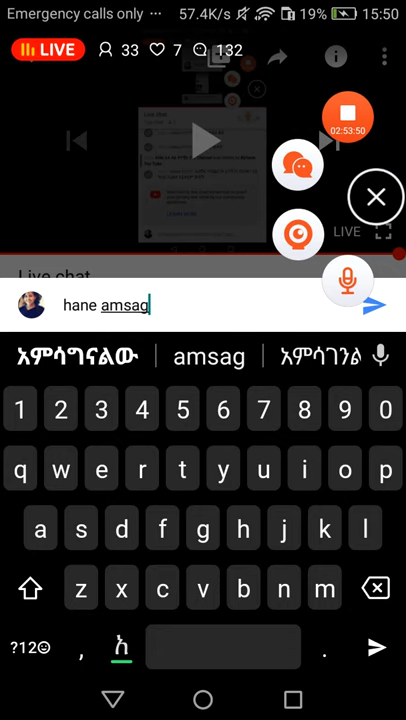 Emergency calls only ... 57.4K/s 19% 15:50
LIVE 33 7 132
02:53:50
LIVE
Live chat
hane amsag
አምሳግናልው amsag አምሳገንል
1 2 3 4 5 6 7 8 9 0
q w e r t y u i o p
a s d f g h j k l
z x c v b n m
?12☺ , አ .